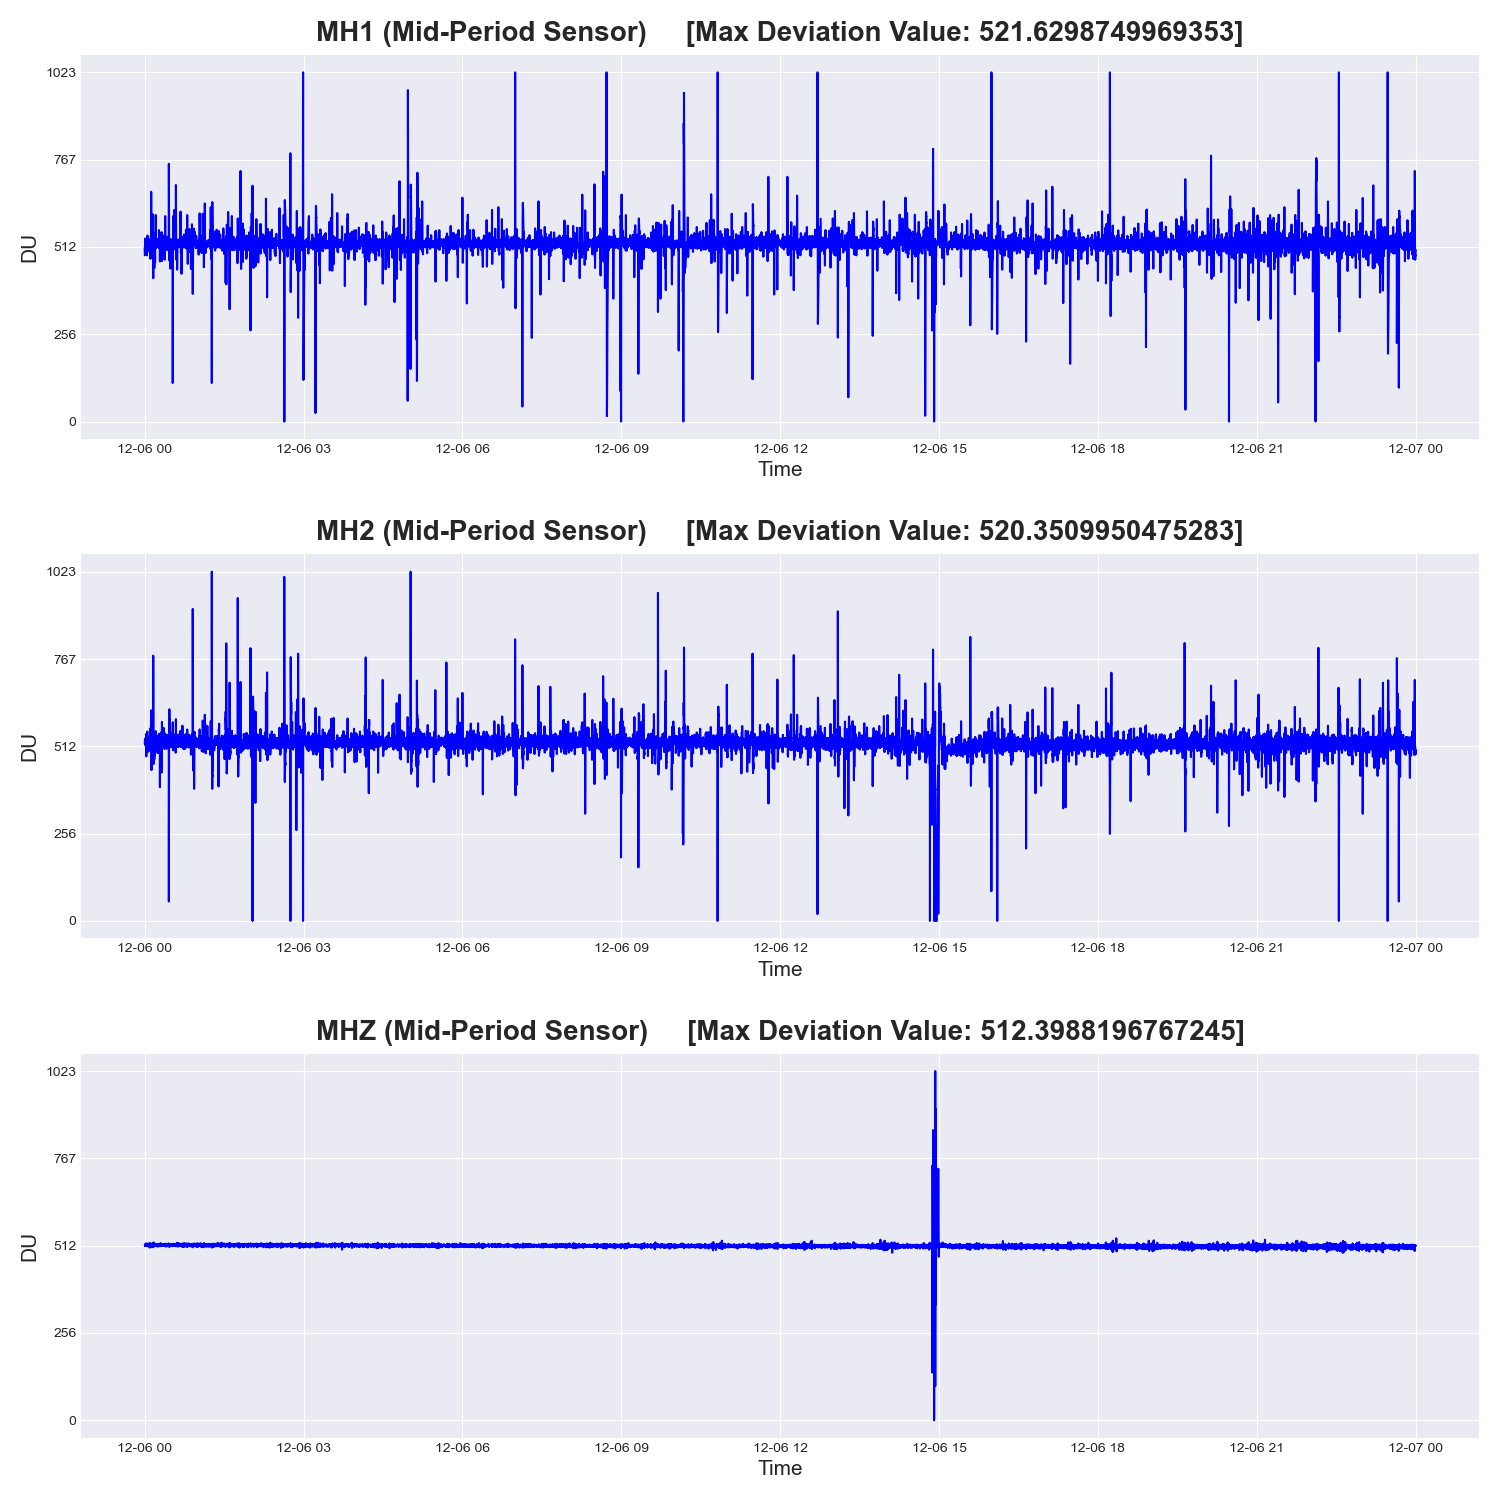 MH1 (Mid-Period Sensor) [Max Deviation Value: 521.6298749969353]
1023
767
512
256
0
DU
12-06 00 12-06 03 12-06 06 12-06 09 12-06 12 12-06 15 12-06 18 12-06 21 12-07 00
Time
MH2 (Mid-Period Sensor) [Max Deviation Value: 520.3509950475283]
1023
767
512
256
0
DU
12-06 00 12-06 03 12-06 06 12-06 09 12-06 12 12-06 15 12-06 18 12-06 21 12-07 00
Time
MHZ (Mid-Period Sensor) [Max Deviation Value: 512.3988196767245]
1023
767
512
256
0
DU
12-06 00 12-06 03 12-06 06 12-06 09 12-06 12 12-06 15 12-06 18 12-06 21 12-07 00
Time